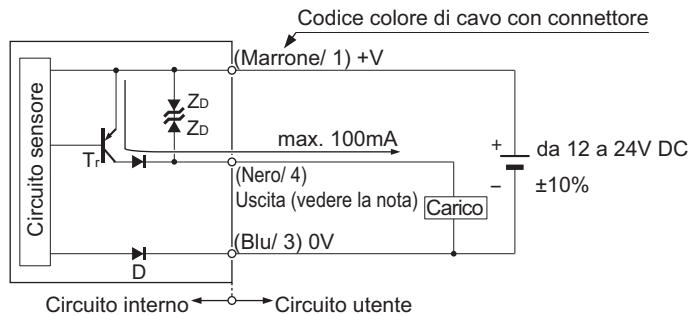 Codice colore di cavo con connettore
(Marrone/ 1) +V
Circuito sensore
ZD
ZD
Tr
max. 100mA
(Nero/ 4)
Uscita (vedere la nota)
Carico
+
da 12 a 24V DC
−
±10%
(Blu/ 3) 0V
D
Circuito interno
Circuito utente